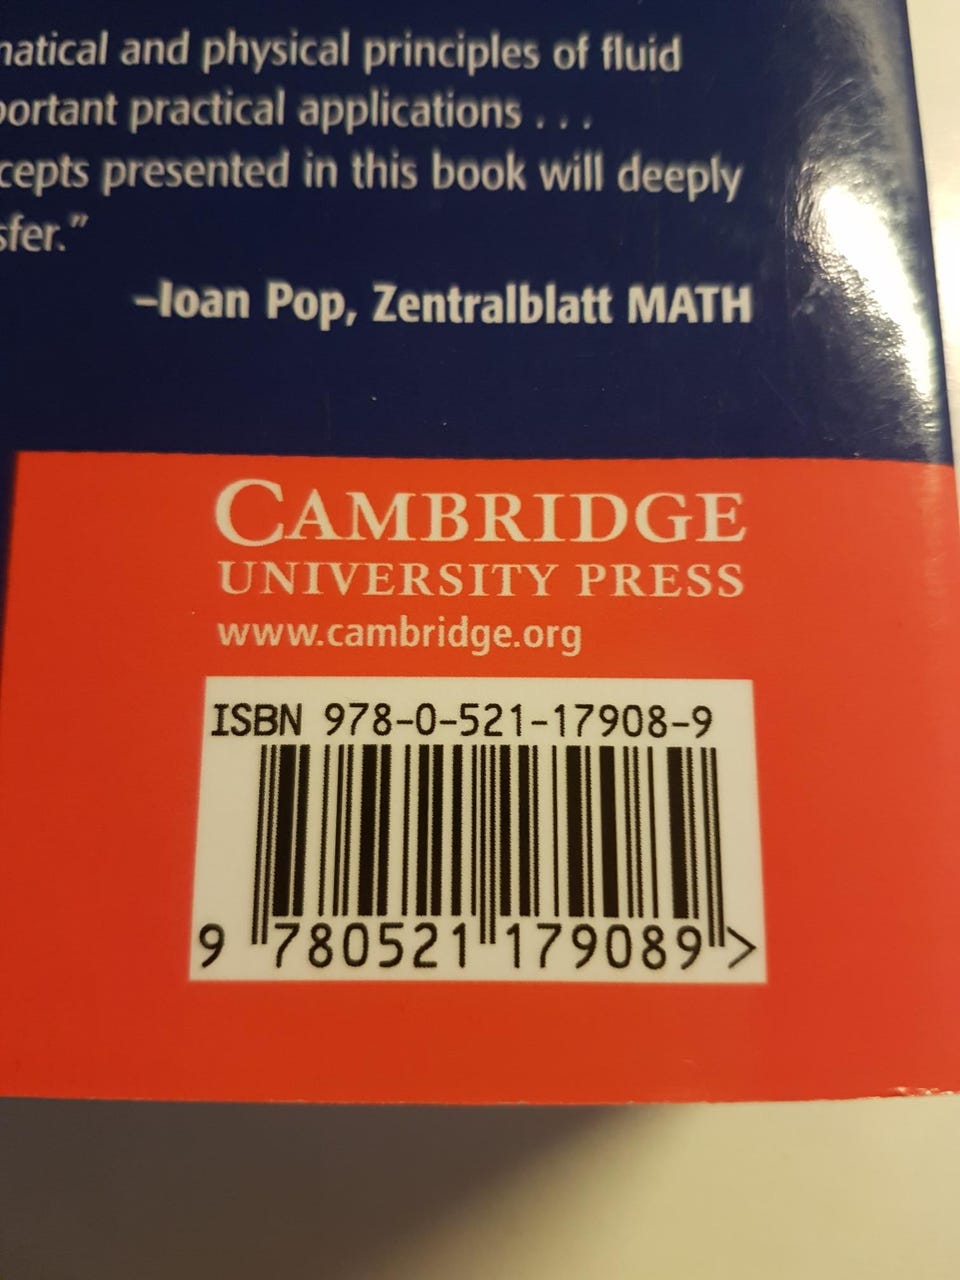 matical and physical principles of fluid
portant practical applications . . .
cepts presented in this book will deeply
sfer.”
–Ioan Pop, Zentralblatt MATH
CAMBRIDGE
UNIVERSITY PRESS
www.cambridge.org
ISBN 978-0-521-17908-9
9 780521 179089 >